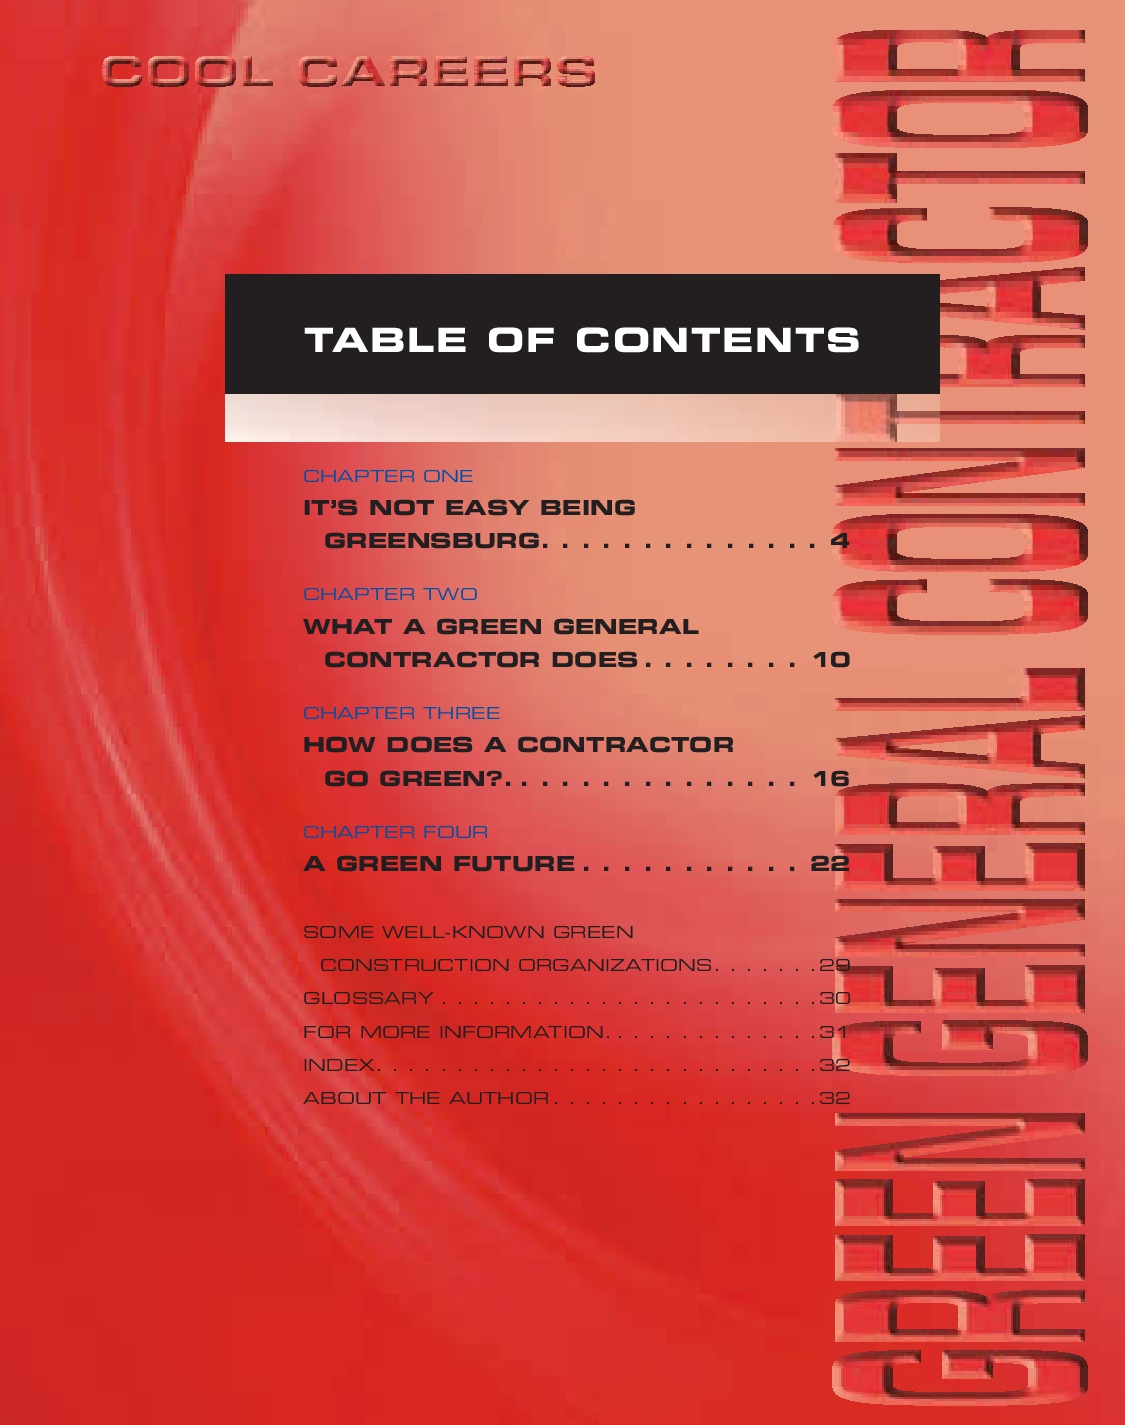 COOL CAREERS
GREEN GENERAL CONTRACTOR
TABLE OF CONTENTS
CHAPTER ONE
IT’S NOT EASY BEING
GREENSBURG. . . . . . . . . . . . . . 4
CHAPTER TWO
WHAT A GREEN GENERAL
CONTRACTOR DOES . . . . . . . . 10
CHAPTER THREE
HOW DOES A CONTRACTOR
GO GREEN?. . . . . . . . . . . . . . . 16
CHAPTER FOUR
A GREEN FUTURE . . . . . . . . . . . 22
SOME WELL-KNOWN GREEN
CONSTRUCTION ORGANIZATIONS. . . . . . .29
GLOSSARY . . . . . . . . . . . . . . . . . . . . . . . .30
FOR MORE INFORMATION. . . . . . . . . . . . . .31
INDEX. . . . . . . . . . . . . . . . . . . . . . . . . . . . .32
ABOUT THE AUTHOR . . . . . . . . . . . . . . . . .32